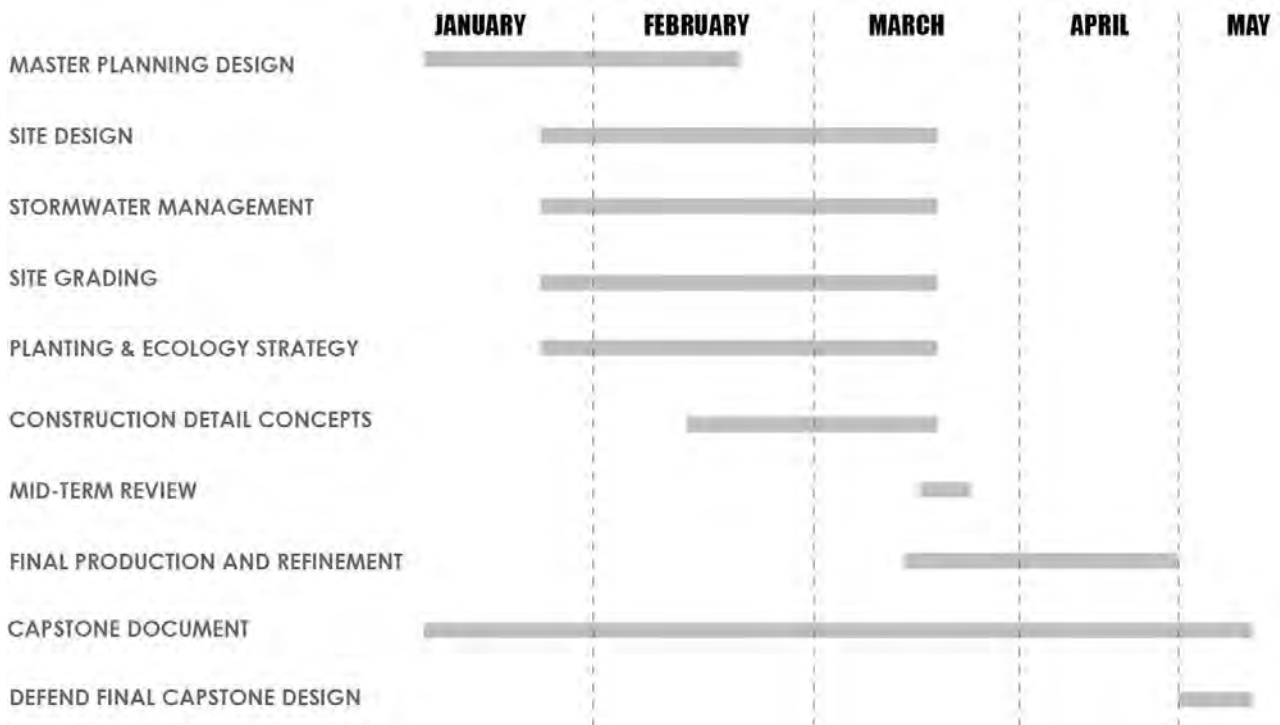 JANUARY FEBRUARY MARCH APRIL MAY
MASTER PLANNING DESIGN
SITE DESIGN
STORMWATER MANAGEMENT
SITE GRADING
PLANTING & ECOLOGY STRATEGY
CONSTRUCTION DETAIL CONCEPTS
MID-TERM REVIEW
FINAL PRODUCTION AND REFINEMENT
CAPSTONE DOCUMENT
DEFEND FINAL CAPSTONE DESIGN